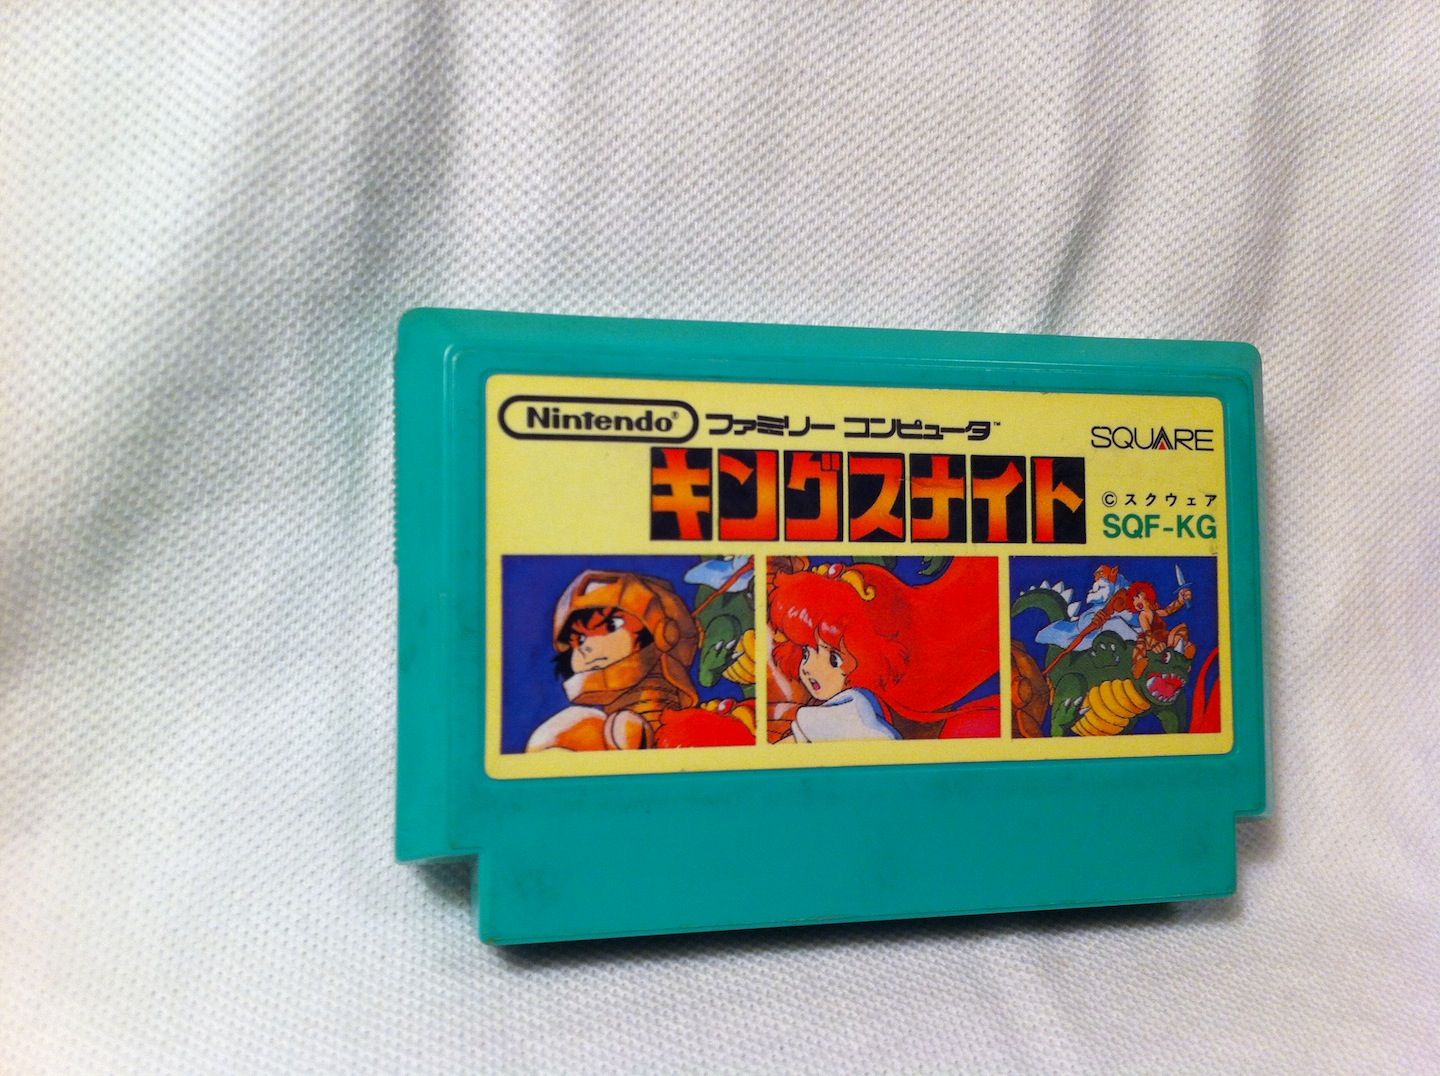 Nintendo® ファミリー コンピュータ™
SQUARE
キングスナイト
©スクウェア
SQF-KG